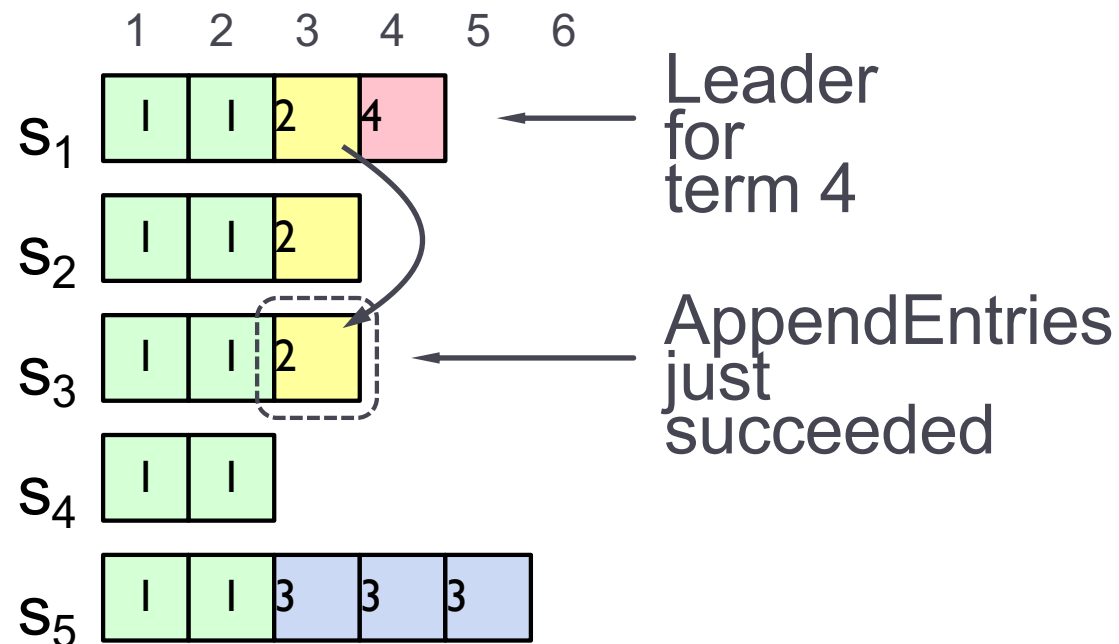 1 2 3 4 5 6
s1 1 1 2 4
Leader
for
term 4
s2 1 1 2
s3 1 1 2
AppendEntries
just
succeeded
s4 1 1
s5 1 1 3 3 3